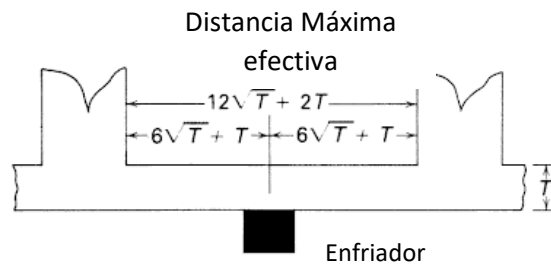 Distancia Máxima
efectiva
12√T + 2T
6√T + T 6√T + T
T
Enfriador